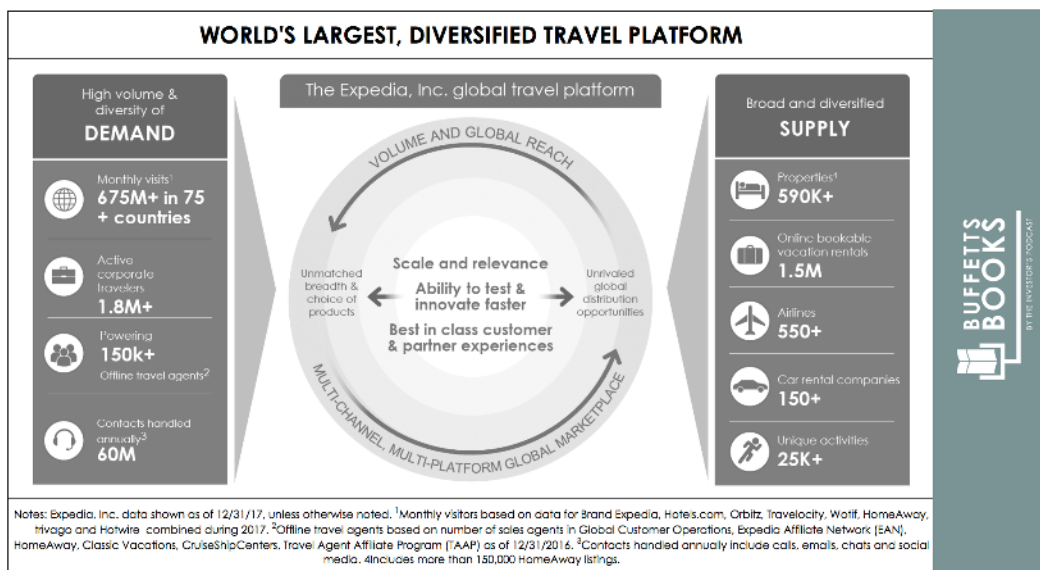 WORLD'S LARGEST, DIVERSIFIED TRAVEL PLATFORM
High volume &
diversity of
DEMAND
Monthly visits¹
675M+ in 75
+ countries
Active
corporate
travelers
1.8M+
Powering
150k+
Offline travel agents²
Contacts handled
annually³
60M
The Expedia, Inc. global travel platform
VOLUME AND GLOBAL REACH
Unmatched
breadth &
choice of
products
Scale and relevance
Ability to test &
innovate faster
Best in class customer
& partner experiences
Unrivaled
global
distribution
opportunities
MULTI-CHANNEL, MULTI-PLATFORM GLOBAL MARKETPLACE
Broad and diversified
SUPPLY
Properties⁴
590K+
Online bookable
vacation rentals
1.5M
Airlines
550+
Car rental companies
150+
Unique activities
25K+
BUFFETTS
BOOKS
BY THE INVESTOR'S PODCAST
Notes: Expedia, Inc. data shown as of 12/31/17, unless otherwise noted. ¹Monthly visitors based on data for Brand Expedia, Hotels.com, Orbitz, Travelocity, Wotif, HomeAway,
trivago and Hotwire combined during 2017. ²Offline travel agents based on number of sales agents in Global Customer Operations, Expedia Affiliate Network (EAN),
HomeAway, Classic Vacations, CruiseShipCenters, Travel Agent Affiliate Program (TAAP) as of 12/31/2016. ³Contacts handled annually include calls, emails, chats and social
media. 4Includes more than 150,000 HomeAway listings.